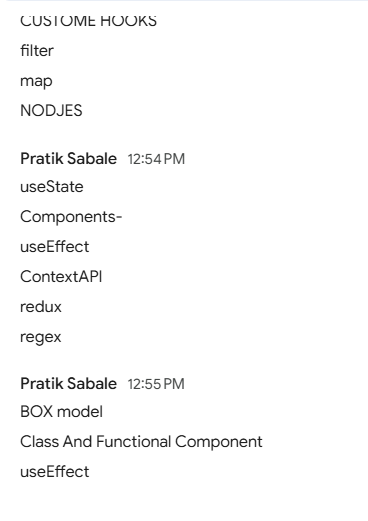 CUSTOME HOOKS
filter
map
NODJES
Pratik Sabale 12:54 PM
useState
Components-
useEffect
ContextAPI
redux
regex
Pratik Sabale 12:55 PM
BOX model
Class And Functional Component
useEffect